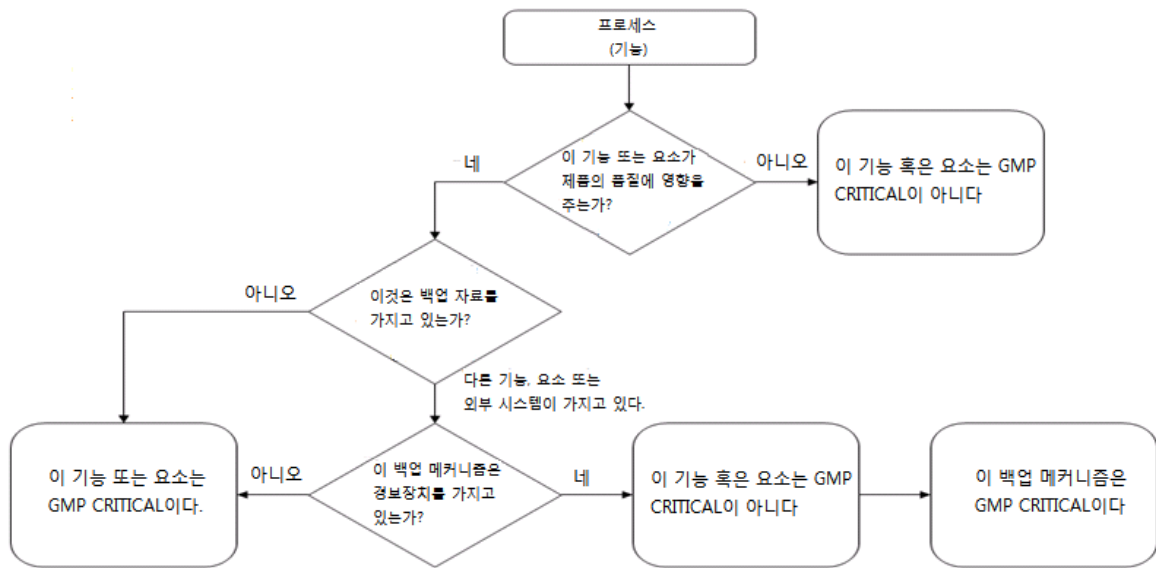 프로세스
(기능)
이 기능 또는 요소가
제품의 품질에 영향을
주는가?
네
아니오
이 기능 혹은 요소는 GMP
CRITICAL이 아니다
이것은 백업 자료를
가지고 있는가?
아니오
다른 기능, 요소 또는
외부 시스템이 가지고 있다.
이 기능 또는 요소는
GMP CRITICAL이다.
아니오
이 백업 메커니즘은
경보장치를 가지고
있는가?
네
이 기능 혹은 요소는 GMP
CRITICAL이 아니다
이 백업 메커니즘은
GMP CRITICAL이다